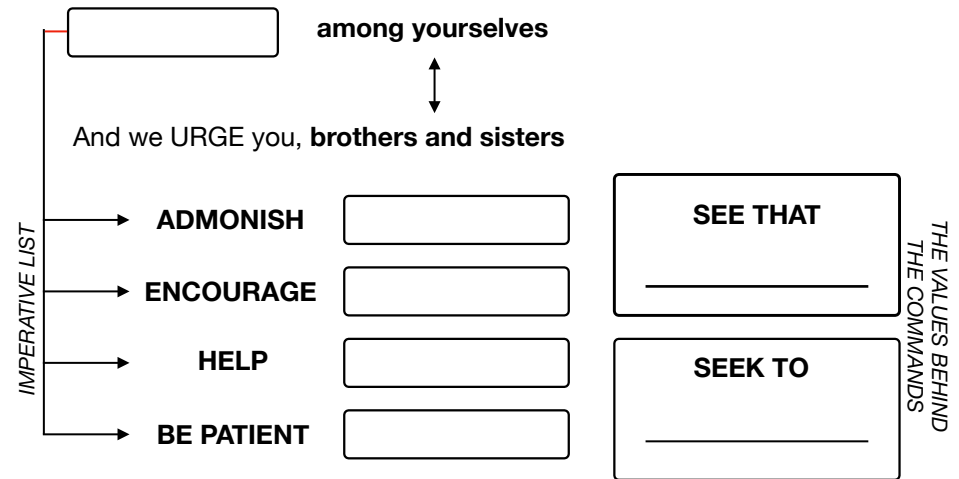 among yourselves
And we URGE you, brothers and sisters
IMPERATIVE LIST
ADMONISH
ENCOURAGE
HELP
BE PATIENT
SEE THAT
SEEK TO
THE VALUES BEHIND
THE COMMANDS